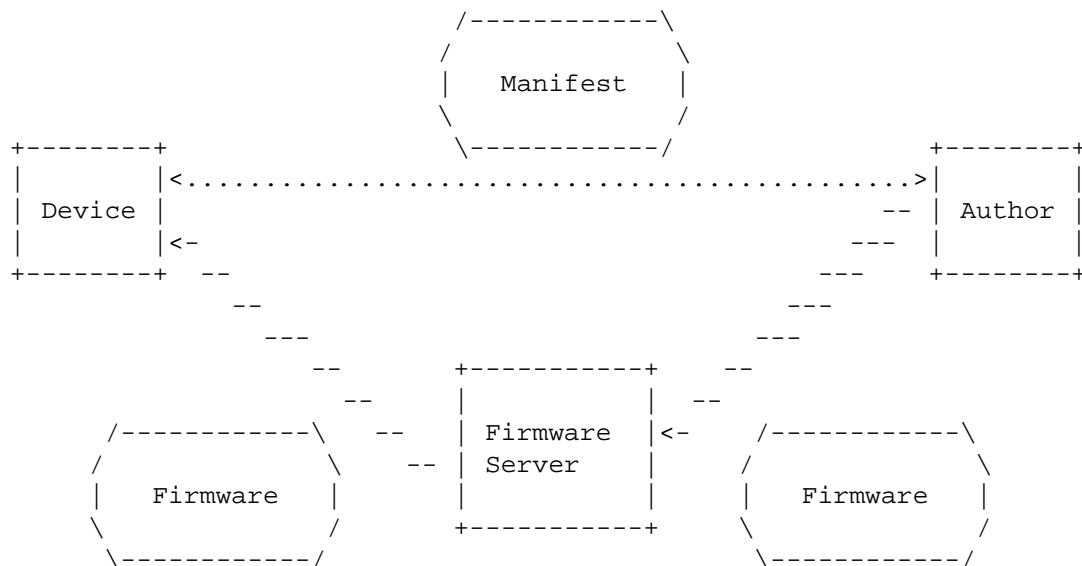 Manifest
Device
Author
Firmware
Server
Firmware
Firmware